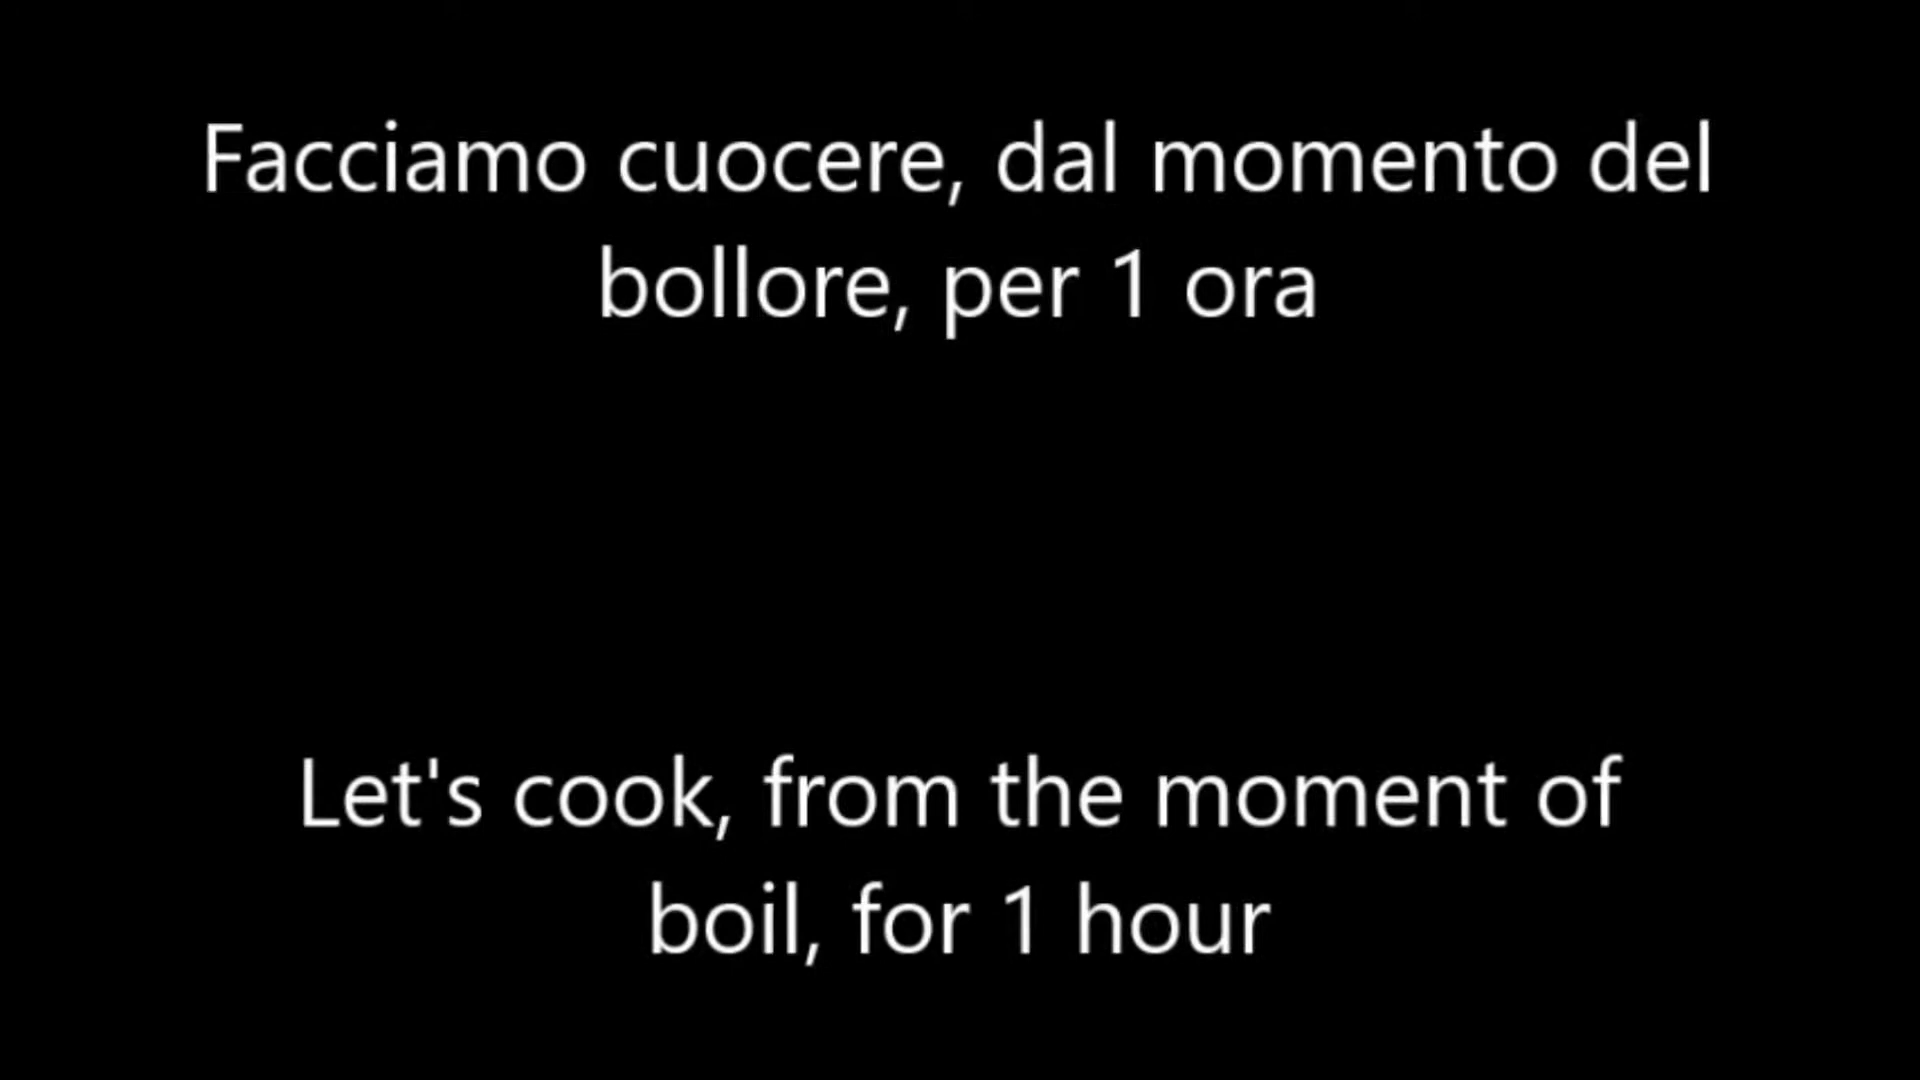 Facciamo cuocere, dal momento del
bollore, per 1 ora
Let's cook, from the moment of
boil, for 1 hour